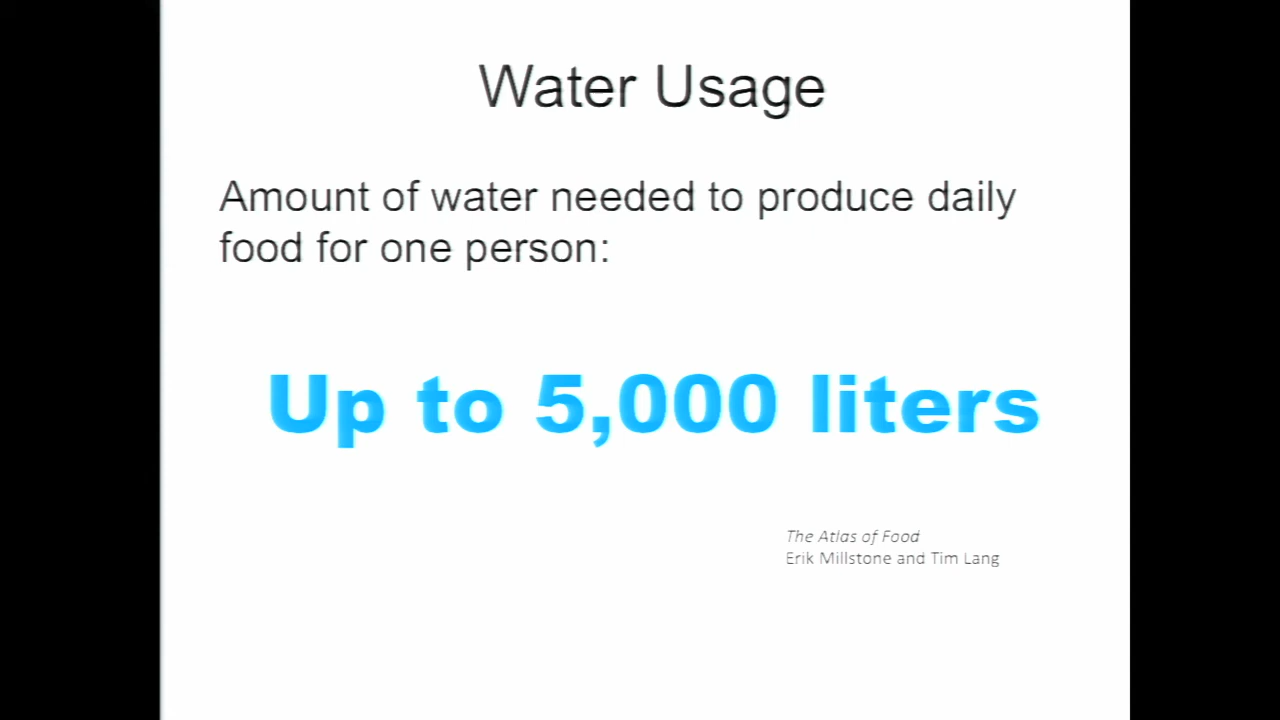 Water Usage
Amount of water needed to produce daily
food for one person:
Up to 5,000 liters
The Atlas of Food
Erik Millstone and Tim Lang